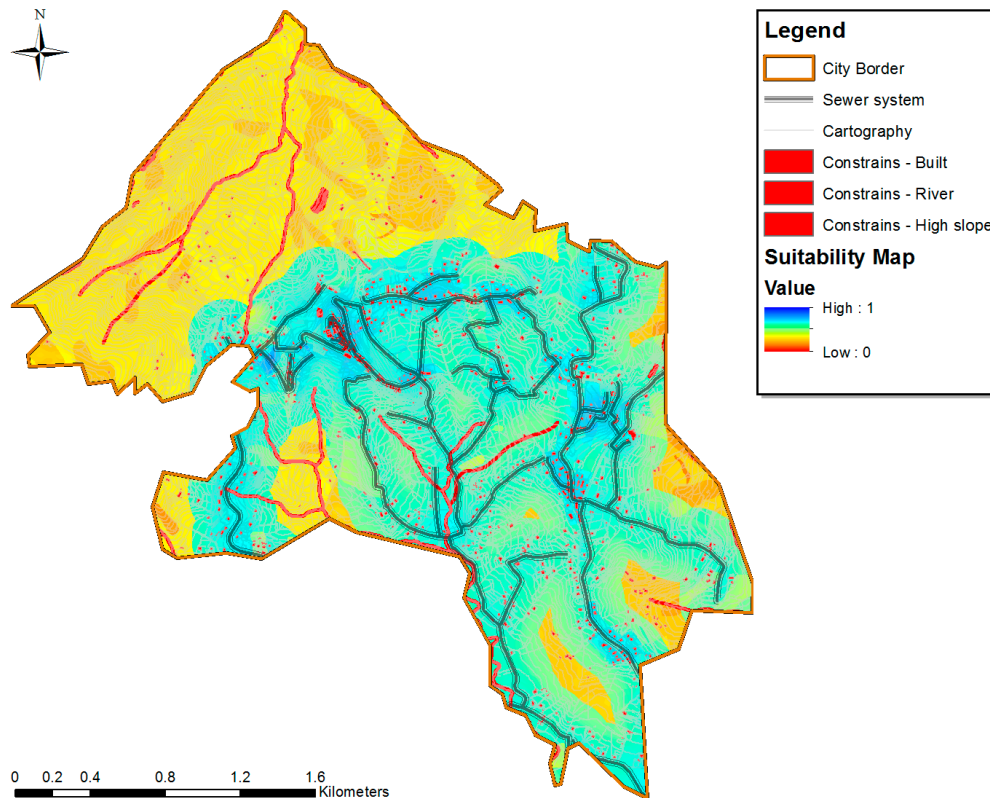 N
Legend
City Border
Sewer system
Cartography
Constrains - Built
Constrains - River
Constrains - High slope
Suitability Map
Value
High : 1
Low : 0
0 0.2 0.4 0.8 1.2 1.6
Kilometers